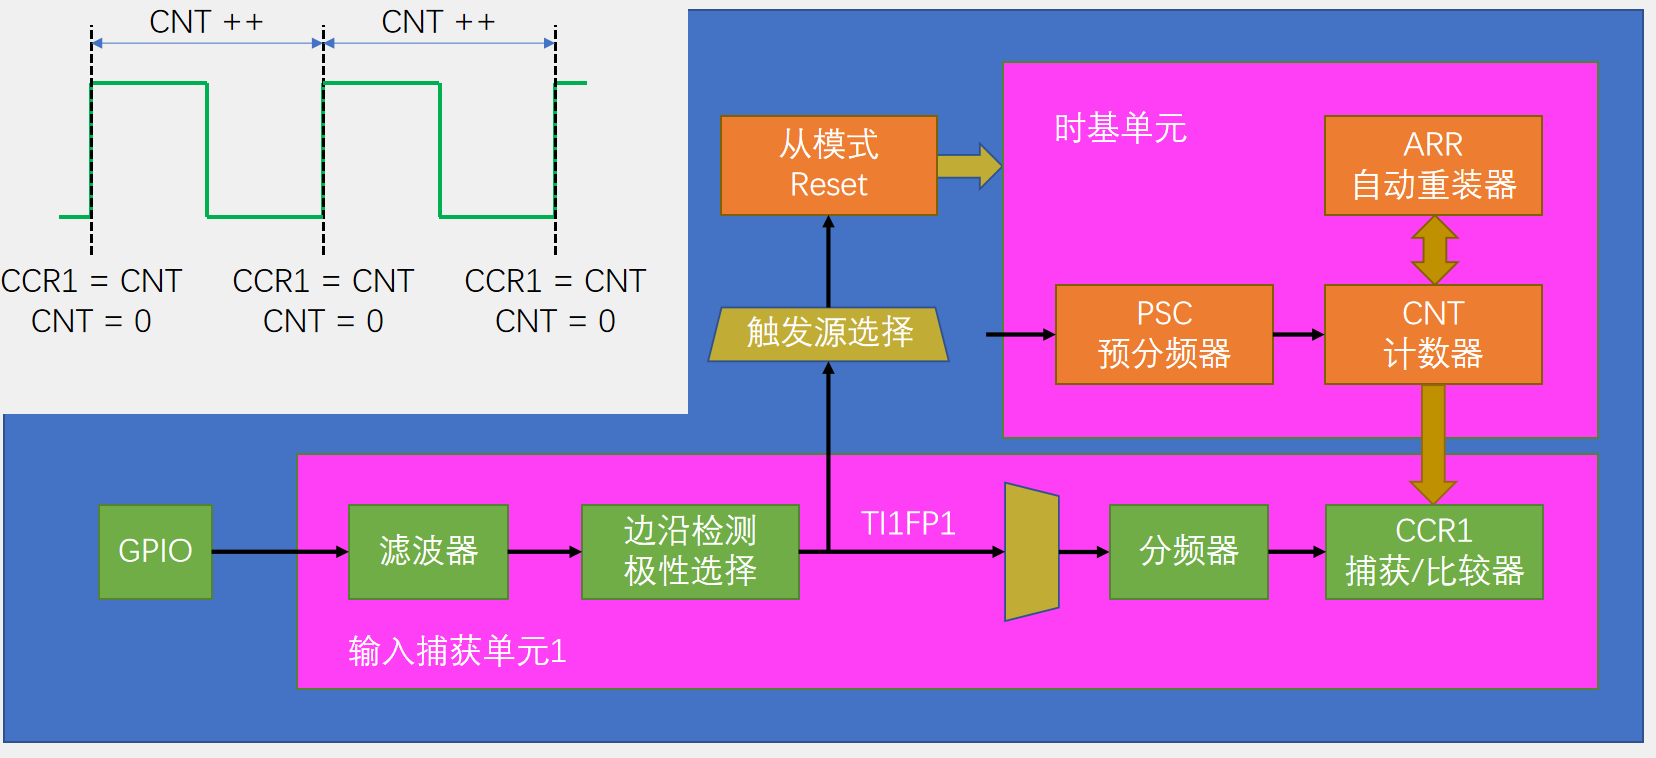 CNT ++
CNT ++
CCR1 = CNT
CNT = 0
CCR1 = CNT
CNT = 0
CCR1 = CNT
CNT = 0
从模式
Reset
时基单元
ARR
自动重装器
触发源选择
PSC
预分频器
CNT
计数器
GPIO
滤波器
边沿检测
极性选择
TI1FP1
分频器
CCR1
捕获/比较器
输入捕获单元1